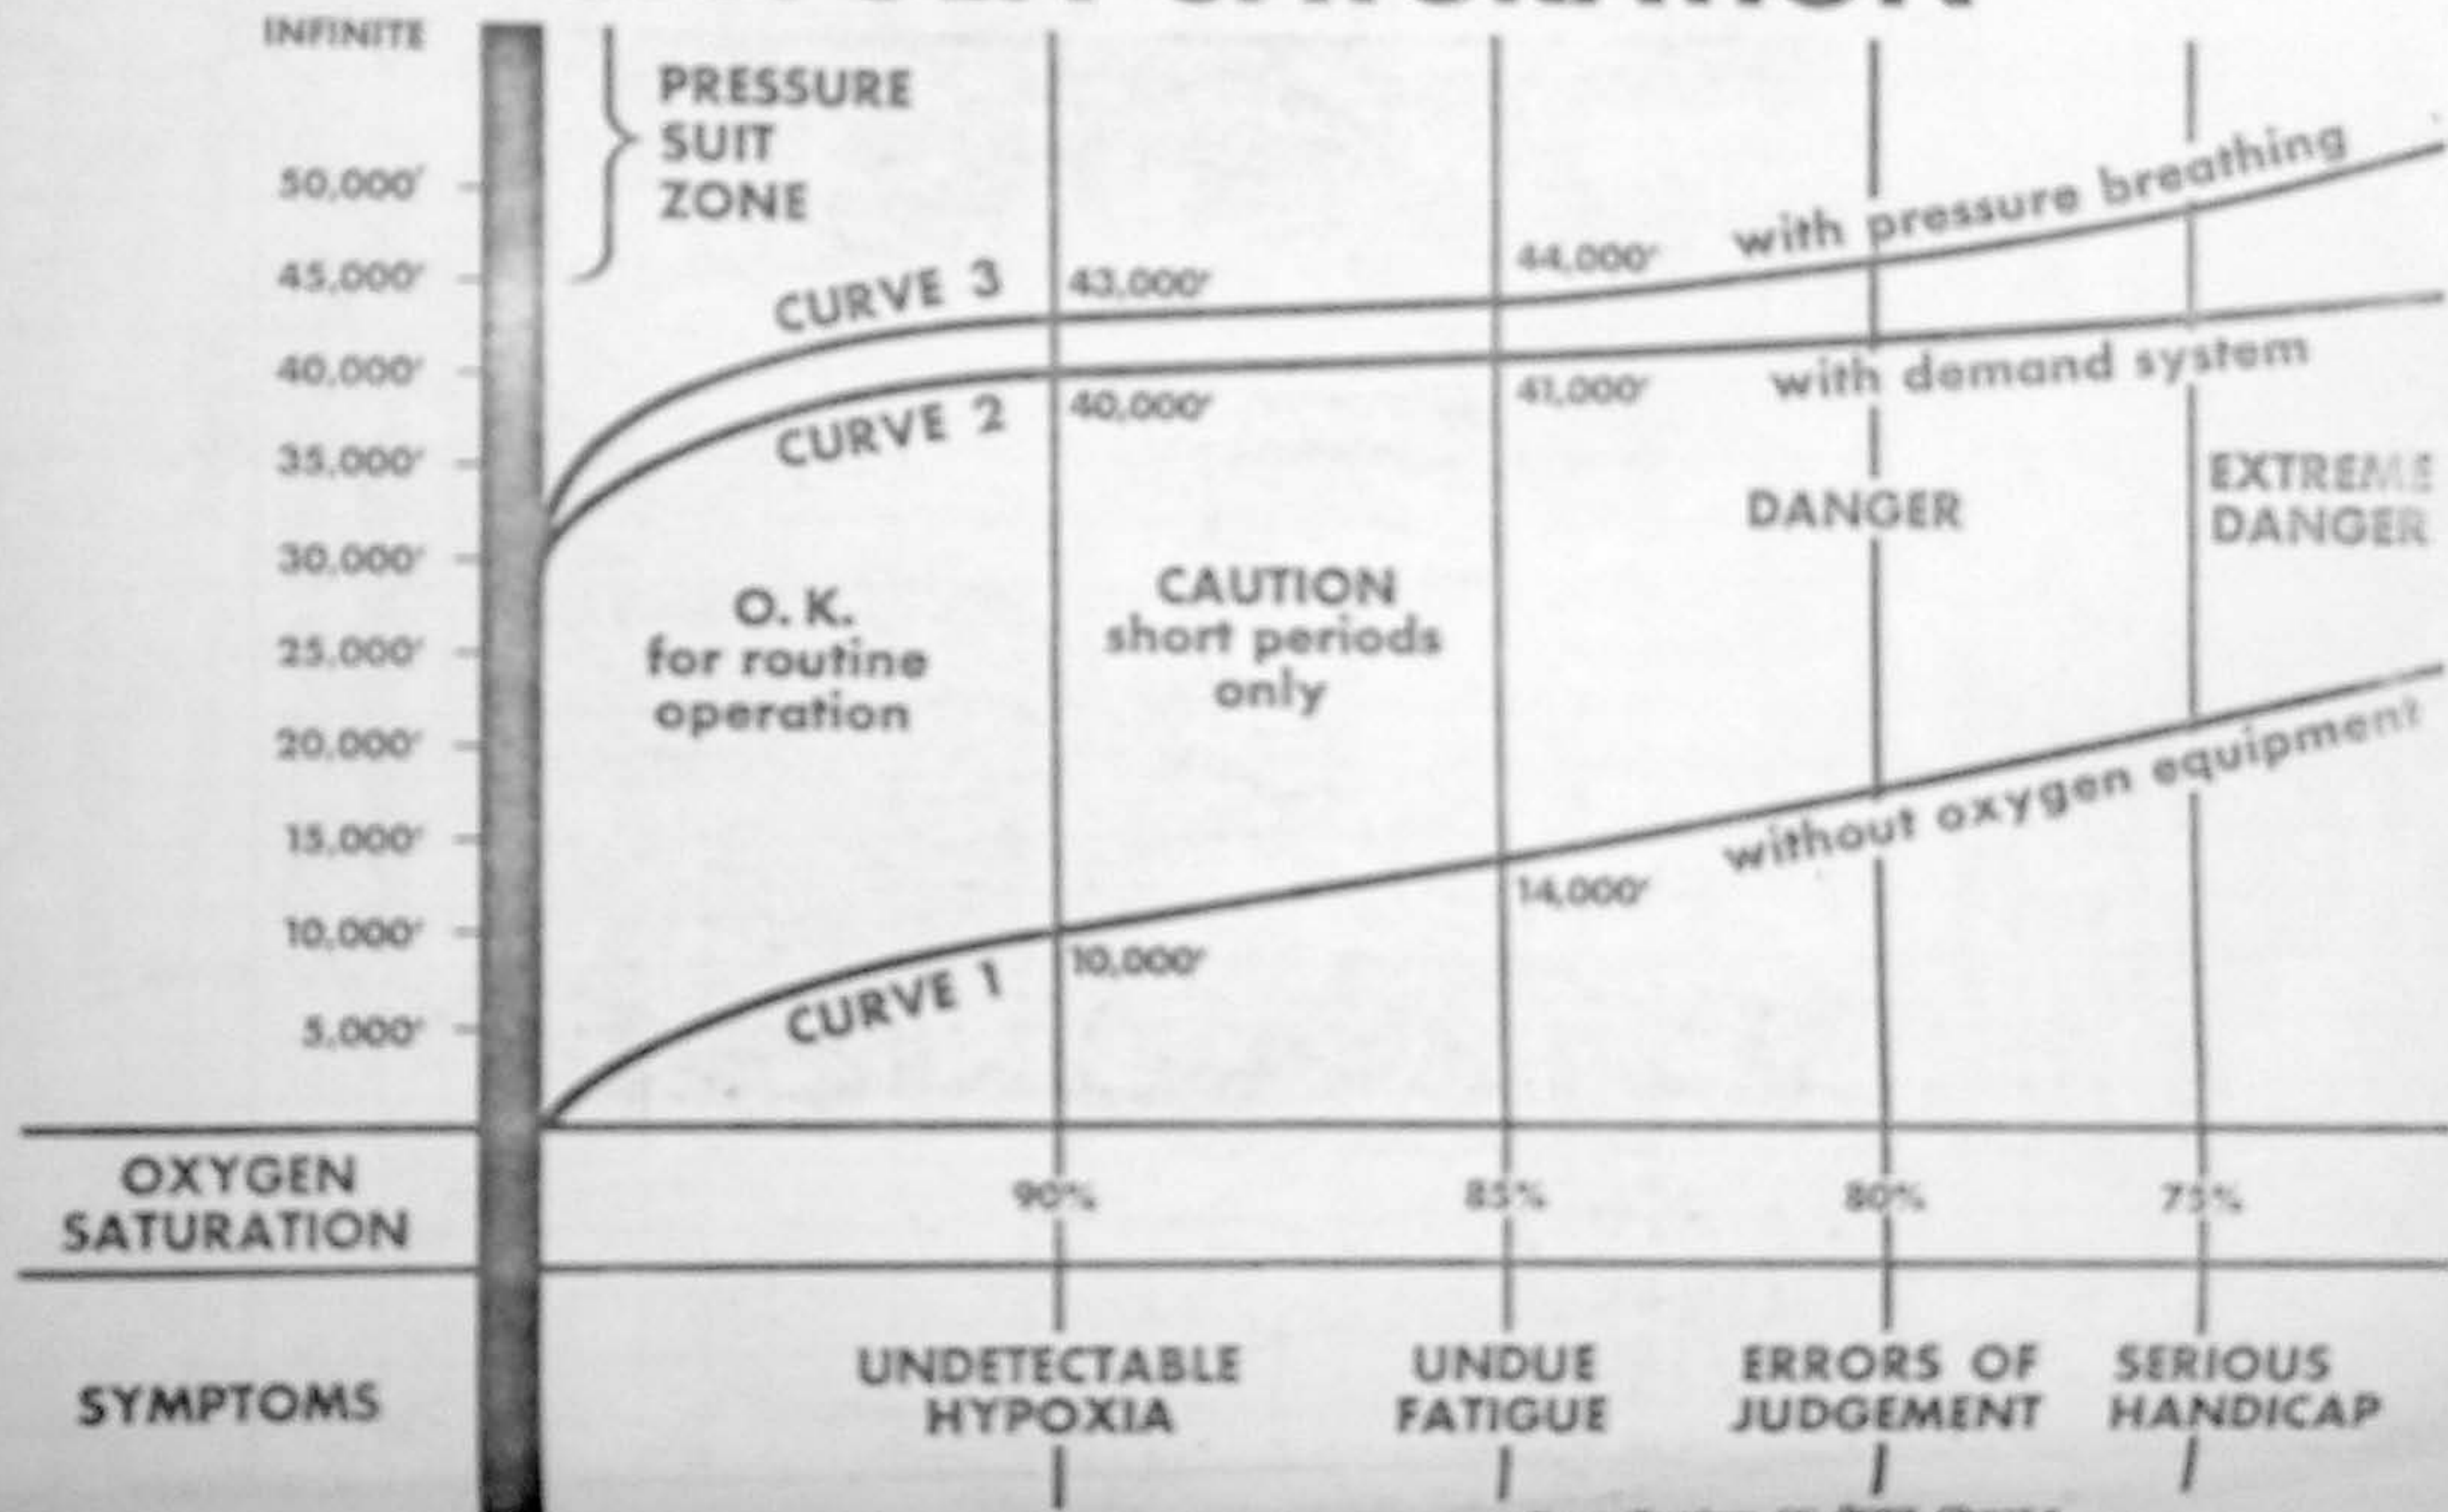 INFINITE
50,000'
45,000'
40,000'
35,000'
30,000'
25,000'
20,000'
15,000'
10,000'
5,000'
PRESSURE
SUIT
ZONE
CURVE 3
43,000'
44,000'
with pressure breathing
CURVE 2
40,000'
41,000'
with demand system
O. K.
for routine
operation
CAUTION
short periods
only
DANGER
EXTREME
DANGER
CURVE 1
10,000'
14,000'
without oxygen equipment
OXYGEN
SATURATION
90%
85%
80%
75%
SYMPTOMS
UNDETECTABLE
HYPOXIA
UNDUE
FATIGUE
ERRORS OF
JUDGEMENT
SERIOUS
HANDICAP